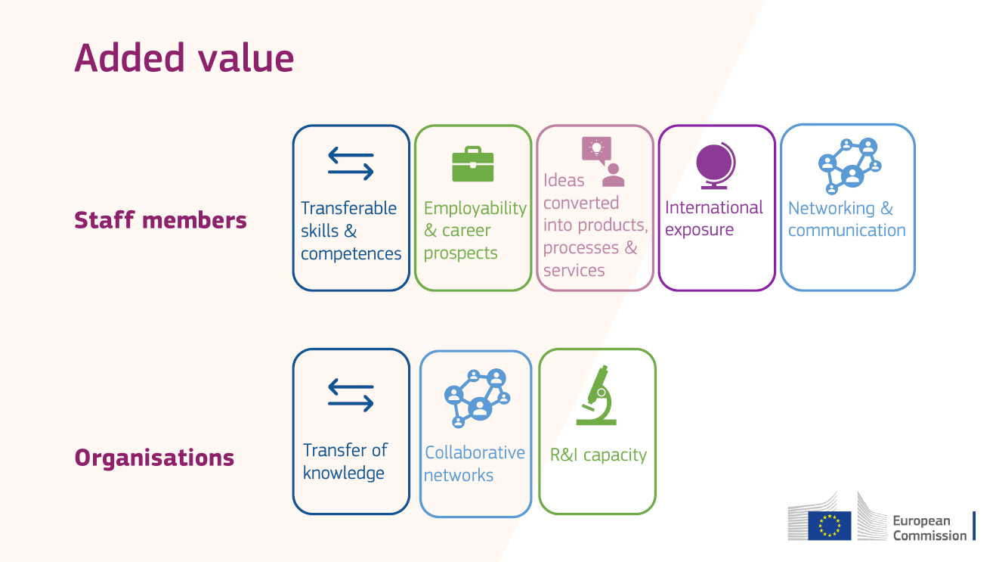 Added value
Staff members
Transferable
skills &
competences
Employability
& career
prospects
Ideas
converted
into products,
processes &
services
International
exposure
Networking &
communication
Organisations
Transfer of
knowledge
Collaborative
networks
R&I capacity
European
Commission